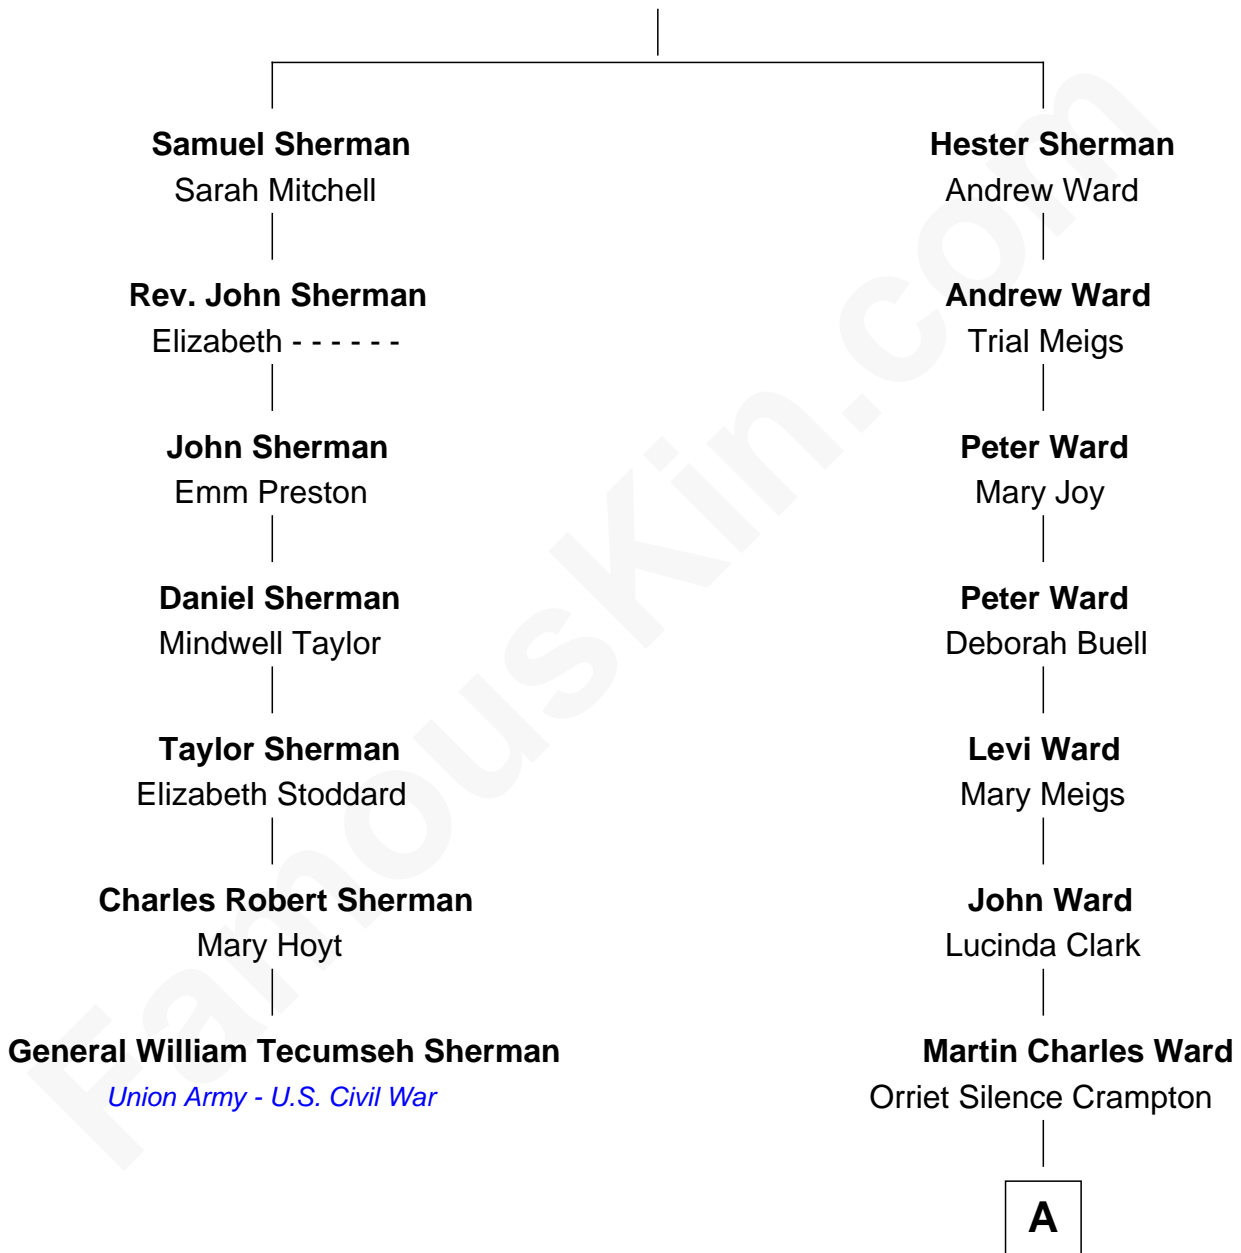 Samuel Sherman
Sarah Mitchell
Rev. John Sherman
Elizabeth - - - - - -
John Sherman
Emm Preston
Daniel Sherman
Mindwell Taylor
Taylor Sherman
Elizabeth Stoddard
Charles Robert Sherman
Mary Hoyt
General William Tecumseh Sherman
Union Army - U.S. Civil War
Hester Sherman
Andrew Ward
Andrew Ward
Trial Meigs
Peter Ward
Mary Joy
Peter Ward
Deborah Buell
Levi Ward
Mary Meigs
John Ward
Lucinda Clark
Martin Charles Ward
Orriet Silence Crampton
A
FamousKin.com